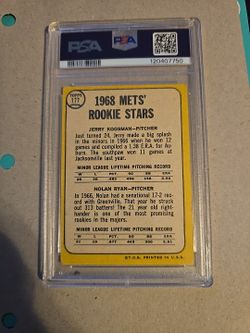 PSA
PSA
120407750
TOPPS
177
1968 METS'
ROOKIE STARS
JERRY KOOSMAN—PITCHER
Just turned 24, Jerry made a big splash
in the minors in 1966 when he won 12
games and compiled a 1.38 E.R.A. for Au-
burn. The southpaw won 11 games at
Jacksonville last year.
MINOR LEAGUE LIFETIME PITCHING RECORD
NOLAN RYAN—PITCHER
In 1966, Nolan had a sensational 17-2 rec-
ord with Greenville. That year he struck
out 313 batters! The 21 year old right-
hander is one of the most promising
rookies in the majors.
MINOR LEAGUE LIFETIME PITCHING RECORD
©T.C.G. PRINTED IN U.S.A.